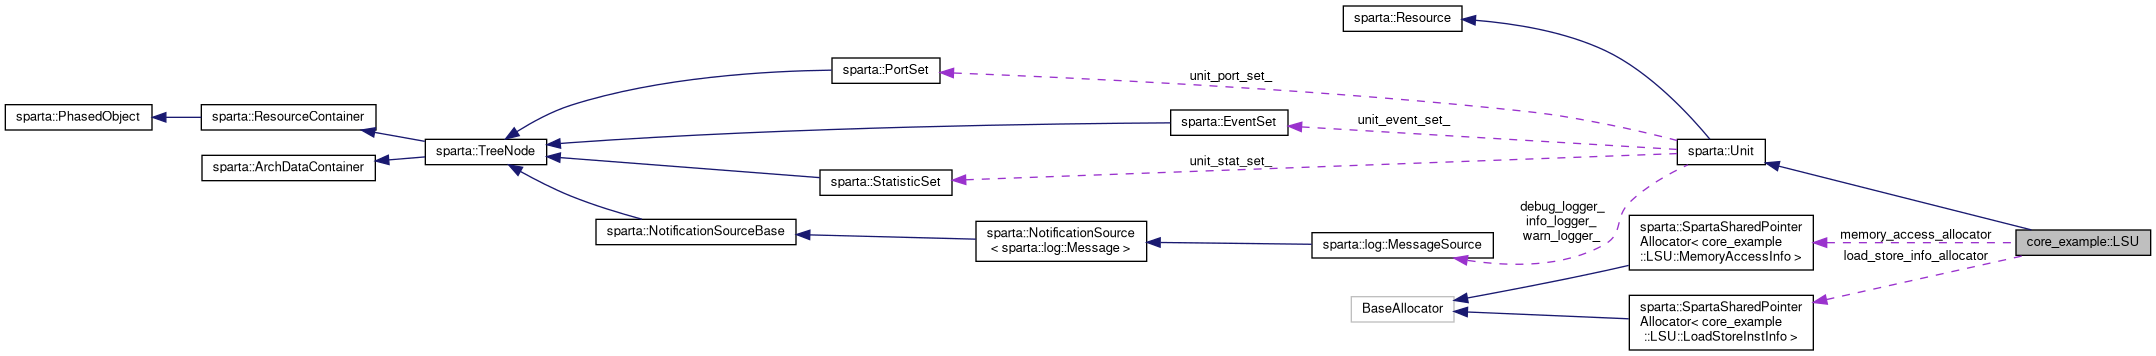 sparta::Resource
sparta::PortSet
unit_port_set_
sparta::PhasedObject
sparta::ResourceContainer
sparta::EventSet
unit_event_set_
sparta::TreeNode
sparta::Unit
sparta::ArchDataContainer
unit_stat_set_
sparta::StatisticSet
debug_logger_
info_logger_
warn_logger_
sparta::NotificationSourceBase
sparta::NotificationSource
< sparta::log::Message >
sparta::log::MessageSource
sparta::SpartaSharedPointer
Allocator< core_example
::LSU::MemoryAccessInfo >
memory_access_allocator
load_store_info_allocator
core_example::LSU
BaseAllocator
sparta::SpartaSharedPointer
Allocator< core_example
::LSU::LoadStoreInstInfo >